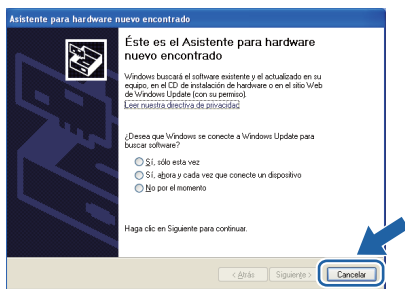 Asistente para hardware nuevo encontrado
Éste es el Asistente para hardware
nuevo encontrado
Windows buscará el software existente y el actualizado en su
equipo, en el CD de instalación de hardware o en el sitio Web
de Windows Update (con su permiso).
Leer nuestra directiva de privacidad
¿Desea que Windows se conecte a Windows Update para
buscar software?
Sí, sólo esta vez
Sí, ahora y cada vez que conecte un dispositivo
No por el momento
Haga clic en Siguiente para continuar.
< Atrás Siguiente > Cancelar